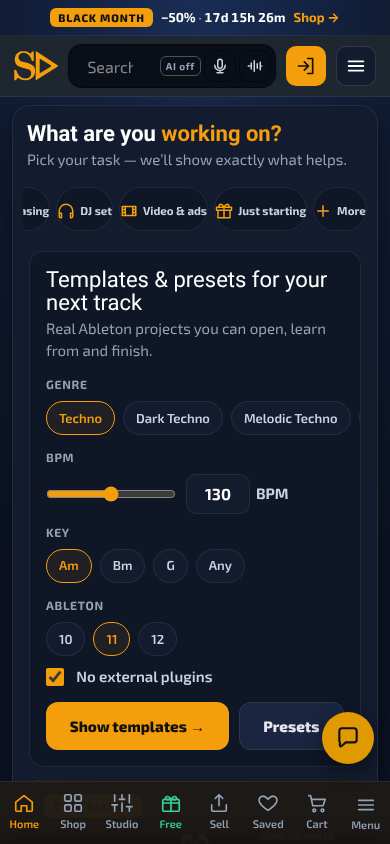 BLACK MONTH −50% · 17d 15h 26m Shop →
SD Search AI off
What are you working on?
Pick your task — we'll show exactly what helps.
DJ set Video & ads Just starting More
Templates & presets for your
next track
Real Ableton projects you can open, learn
from and finish.
GENRE
Techno Dark Techno Melodic Techno
BPM
130 BPM
KEY
Am Bm G Any
ABLETON
10 11 12
No external plugins
Show templates → Presets
Home Shop Studio Free Sell Saved Cart Menu